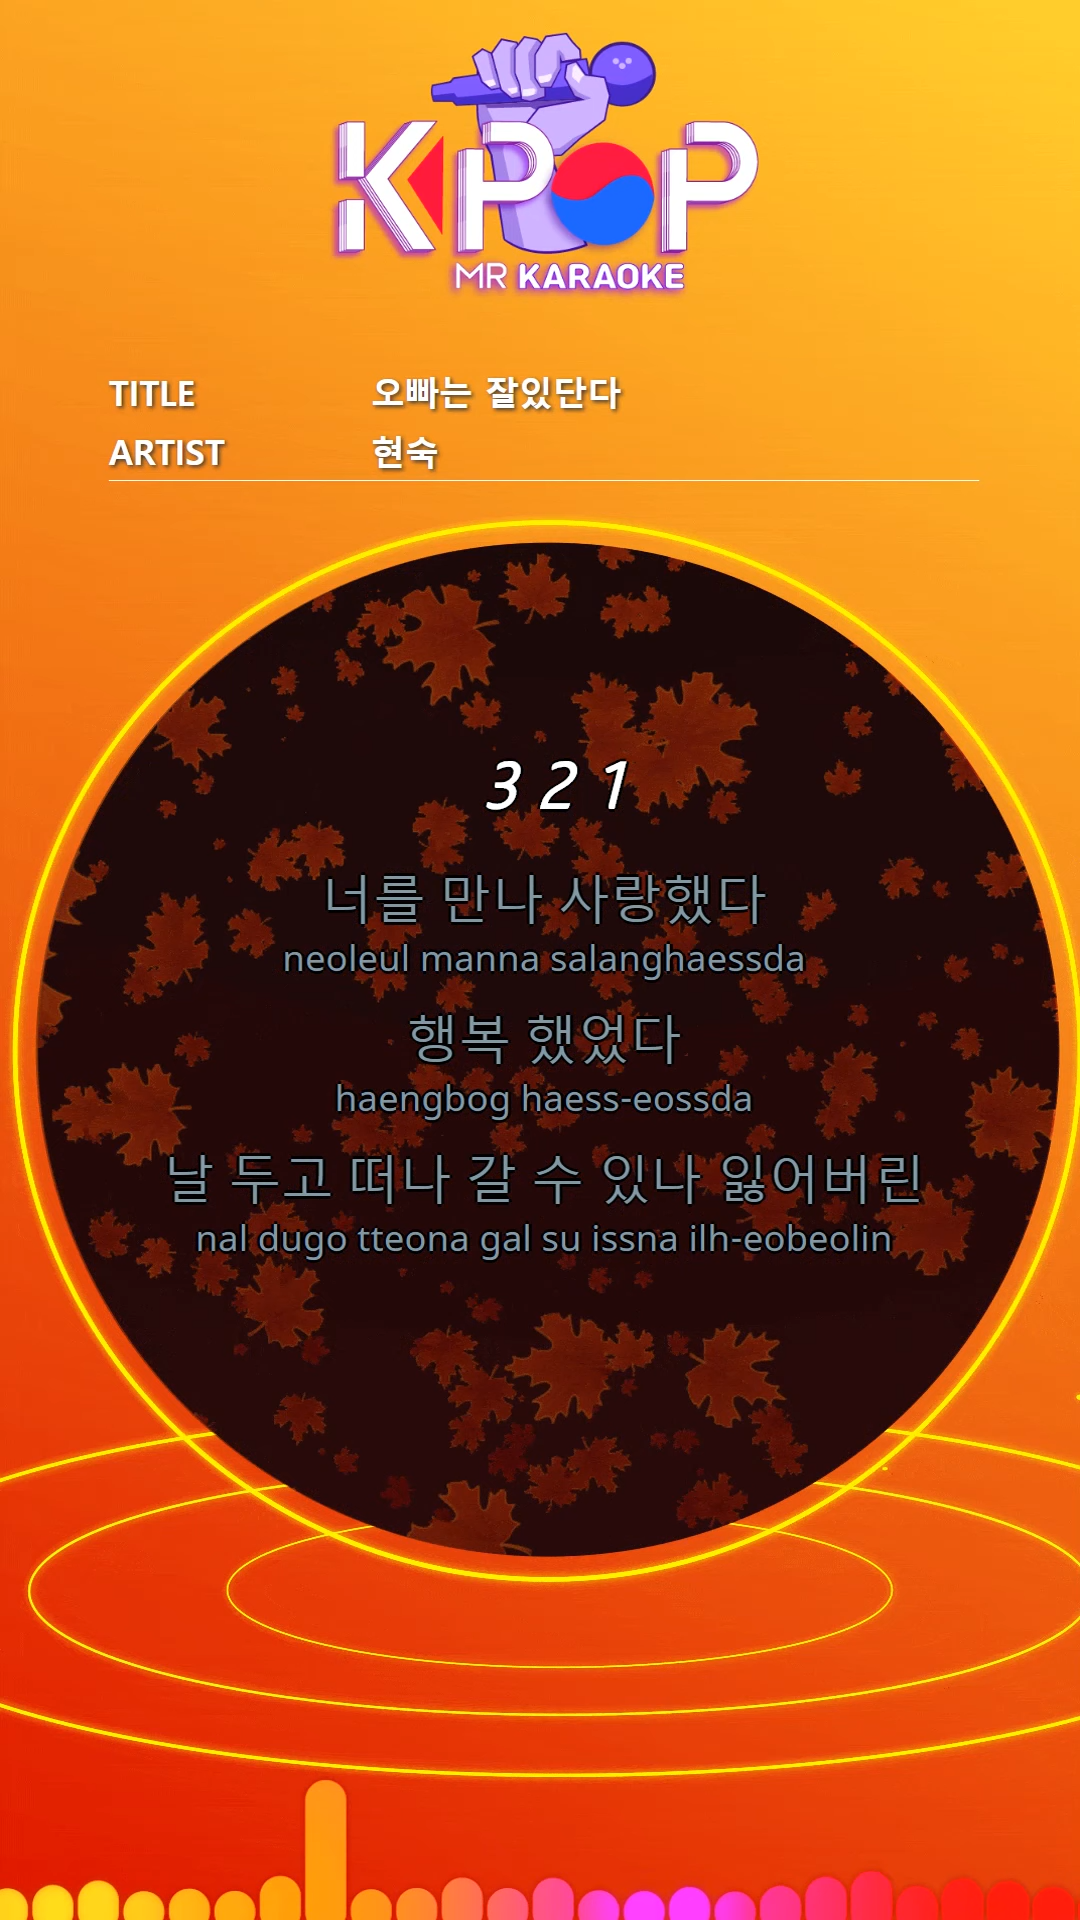 KPOP
MR KARAOKE
TITLE 오빠는 잘있단다
ARTIST 현숙
3 2 1
너를 만나 사랑했다
neoleul manna salanghaessda
행복 했었다
haengbog haess-eossda
날 두고 떠나 갈 수 있나 잃어버린
nal dugo tteona gal su issna ilh-eobeolin